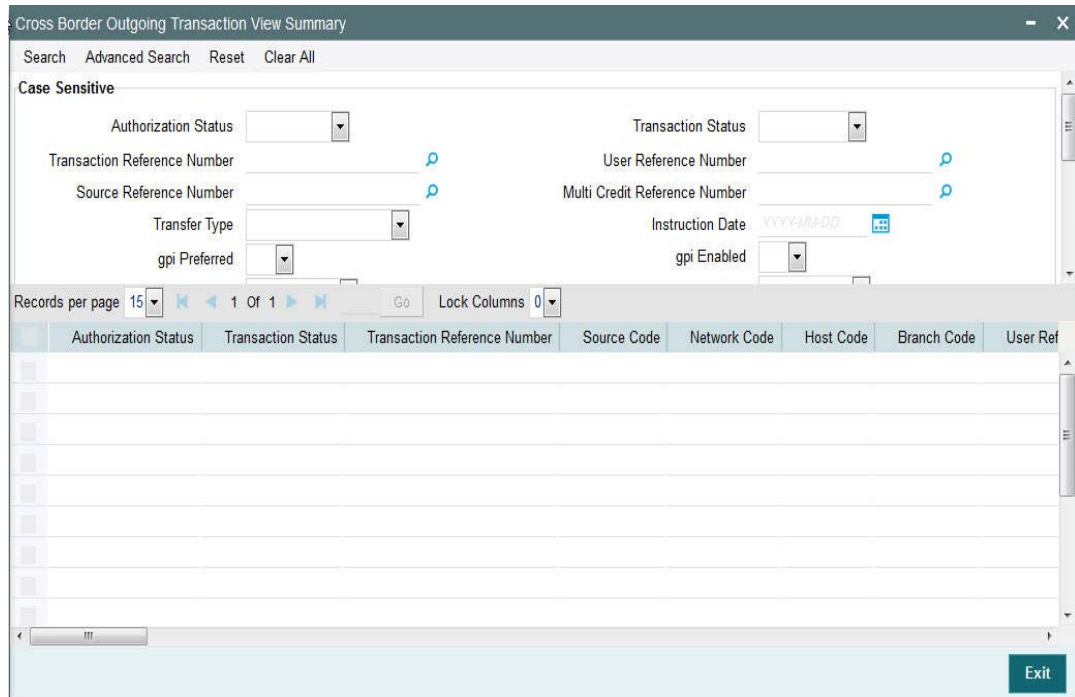 Cross Border Outgoing Transaction View Summary
Search Advanced Search Reset Clear All
Case Sensitive
Authorization Status Transaction Status
Transaction Reference Number User Reference Number
Source Reference Number Multi Credit Reference Number
Transfer Type Instruction Date YYYY-MM-DD
gpi Preferred gpi Enabled
Records per page 15 1 Of 1 Go Lock Columns 0
Authorization Status Transaction Status Transaction Reference Number Source Code Network Code Host Code Branch Code User Ref
Exit